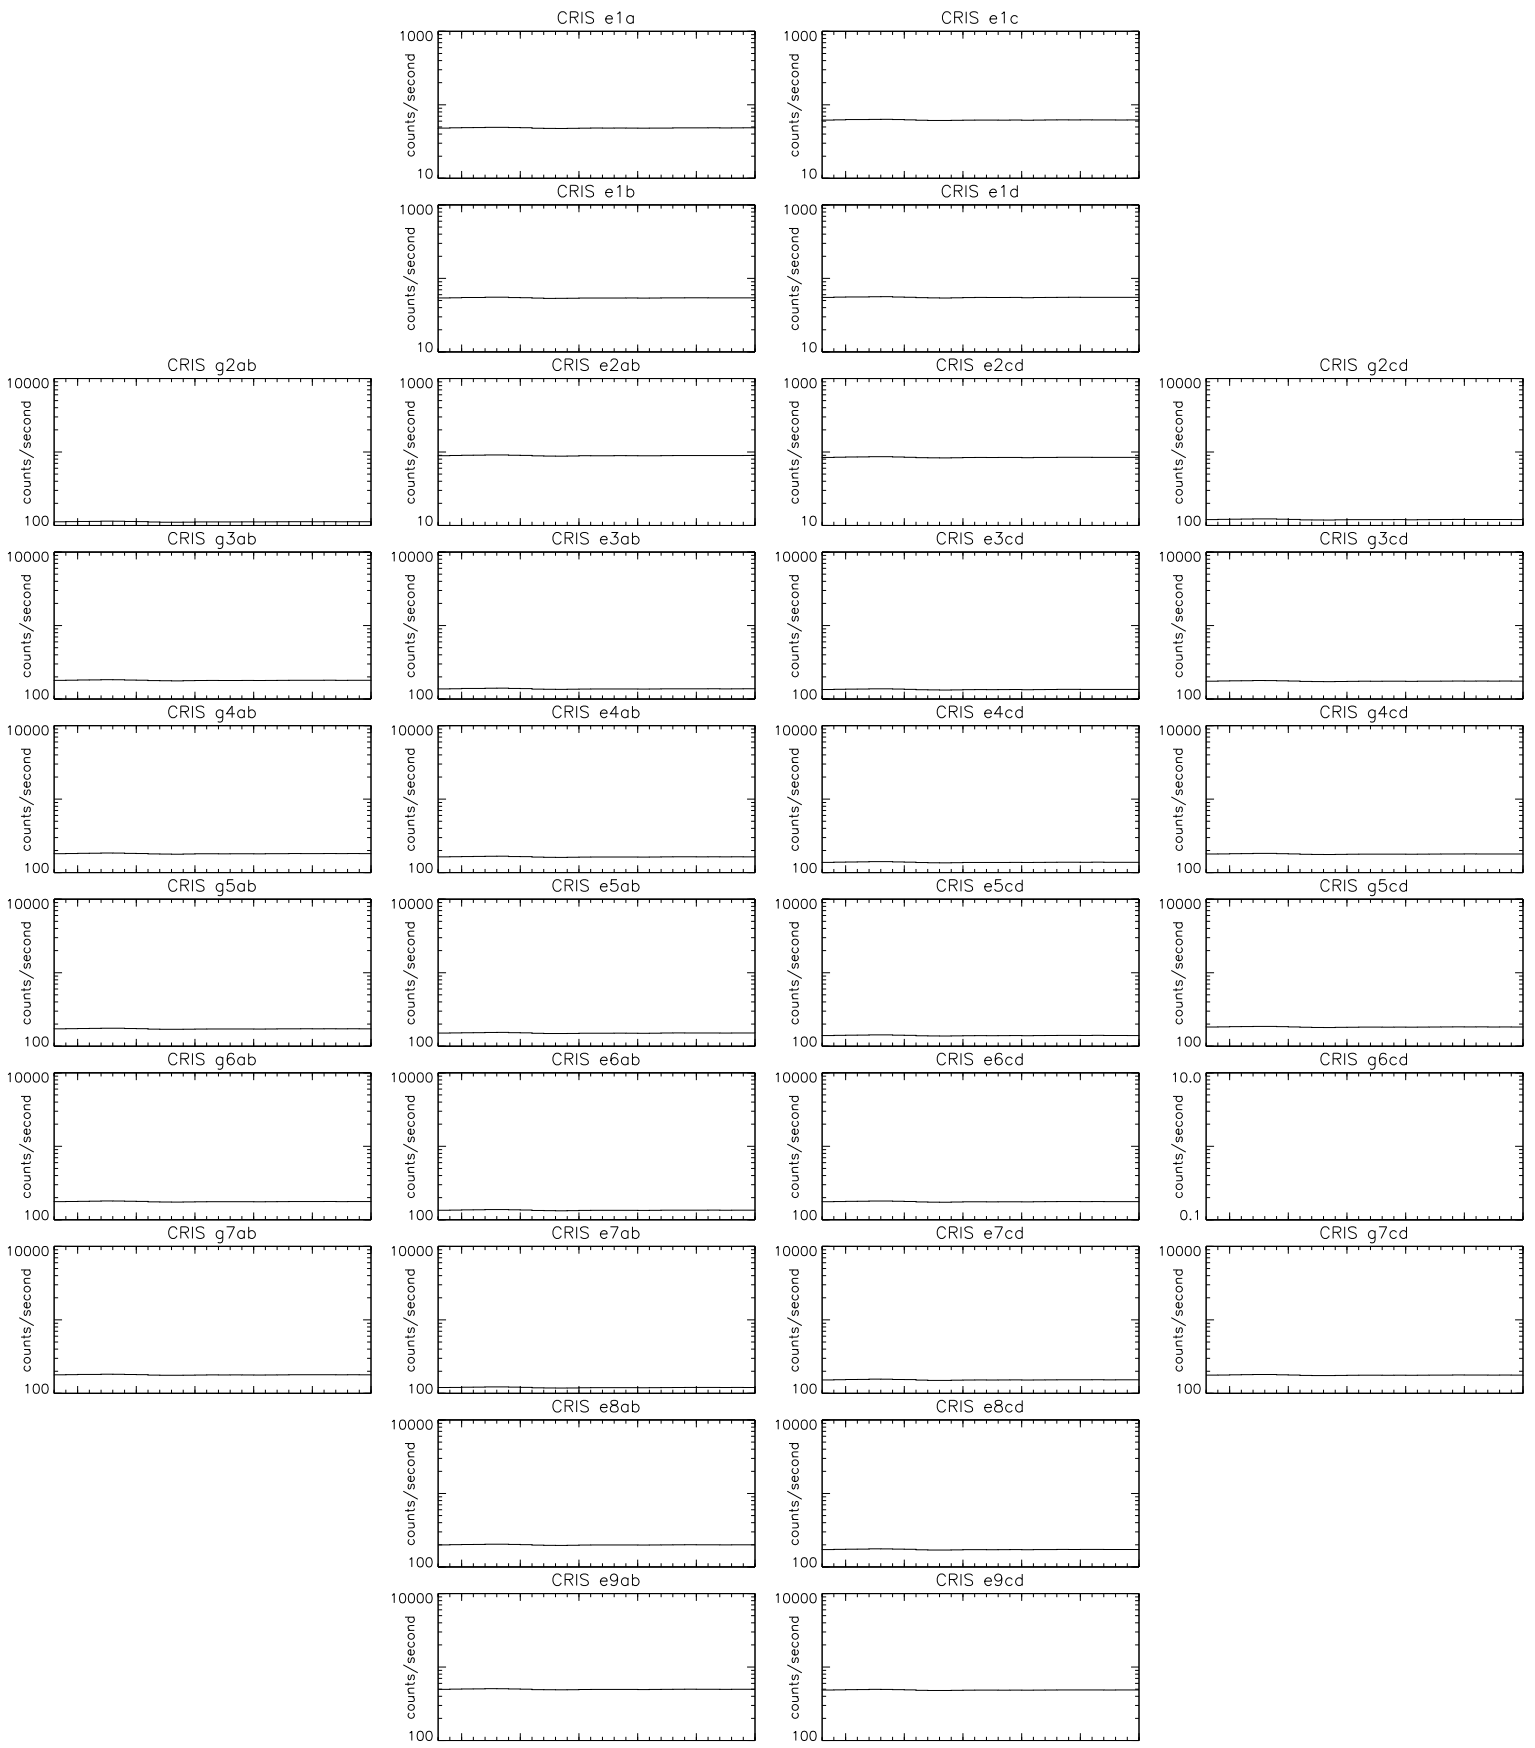 CRIS e1a
1000
counts/second
10
CRIS e1c
1000
counts/second
10
CRIS e1b
1000
counts/second
10
CRIS e1d
1000
counts/second
10
CRIS g2ab
10000
counts/second
100
CRIS e2ab
1000
counts/second
10
CRIS e2cd
1000
counts/second
10
CRIS g2cd
10000
counts/second
100
CRIS g3ab
10000
counts/second
100
CRIS e3ab
10000
counts/second
100
CRIS e3cd
10000
counts/second
100
CRIS g3cd
10000
counts/second
100
CRIS g4ab
10000
counts/second
100
CRIS e4ab
10000
counts/second
100
CRIS e4cd
10000
counts/second
100
CRIS g4cd
10000
counts/second
100
CRIS g5ab
10000
counts/second
100
CRIS e5ab
10000
counts/second
100
CRIS e5cd
10000
counts/second
100
CRIS g5cd
10000
counts/second
100
CRIS g6ab
10000
counts/second
100
CRIS e6ab
10000
counts/second
100
CRIS e6cd
10000
counts/second
100
CRIS g6cd
10.0
counts/second
0.1
CRIS g7ab
10000
counts/second
100
CRIS e7ab
10000
counts/second
100
CRIS e7cd
10000
counts/second
100
CRIS g7cd
10000
counts/second
100
CRIS e8ab
10000
counts/second
100
CRIS e8cd
10000
counts/second
100
CRIS e9ab
10000
counts/second
100
CRIS e9cd
10000
counts/second
100